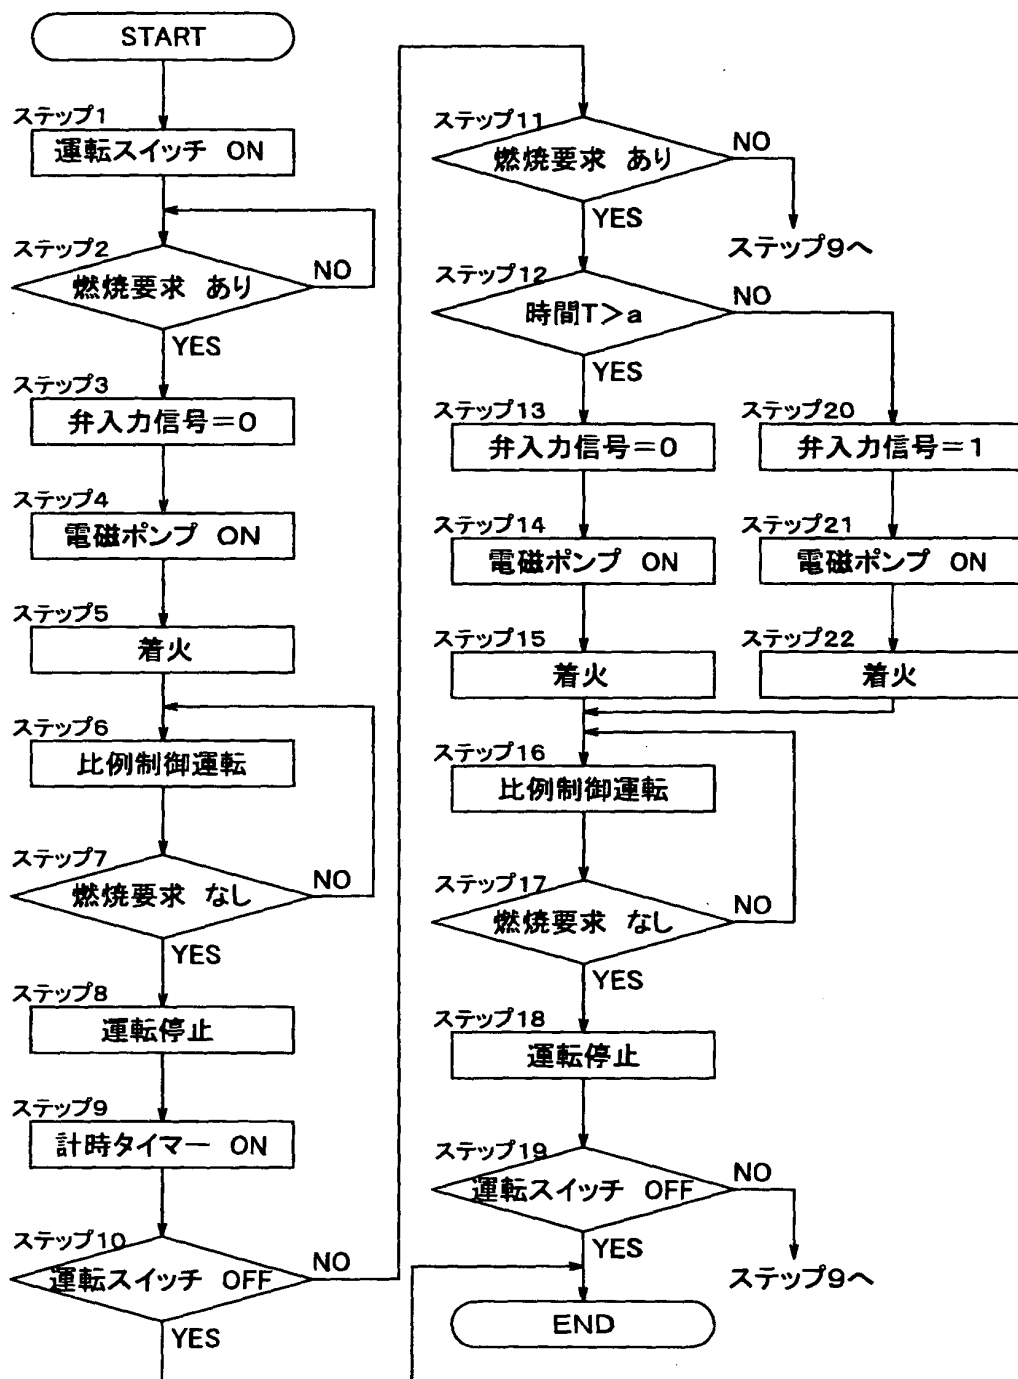 START
ステップ1
運転スイッチ ON
ステップ2
燃焼要求 あり
NO
YES
ステップ3
弁入力信号=0
ステップ4
電磁ポンプ ON
ステップ5
着火
ステップ6
比例制御運転
ステップ7
燃焼要求 なし
NO
YES
ステップ8
運転停止
ステップ9
計時タイマー ON
ステップ10
運転スイッチ OFF
NO
YES
ステップ11
燃焼要求 あり
NO
YES
ステップ9へ
ステップ12
時間T>a
NO
YES
ステップ13
弁入力信号=0
ステップ14
電磁ポンプ ON
ステップ15
着火
ステップ20
弁入力信号=1
ステップ21
電磁ポンプ ON
ステップ22
着火
ステップ16
比例制御運転
ステップ17
燃焼要求 なし
NO
YES
ステップ18
運転停止
ステップ19
運転スイッチ OFF
NO
YES
ステップ9へ
END